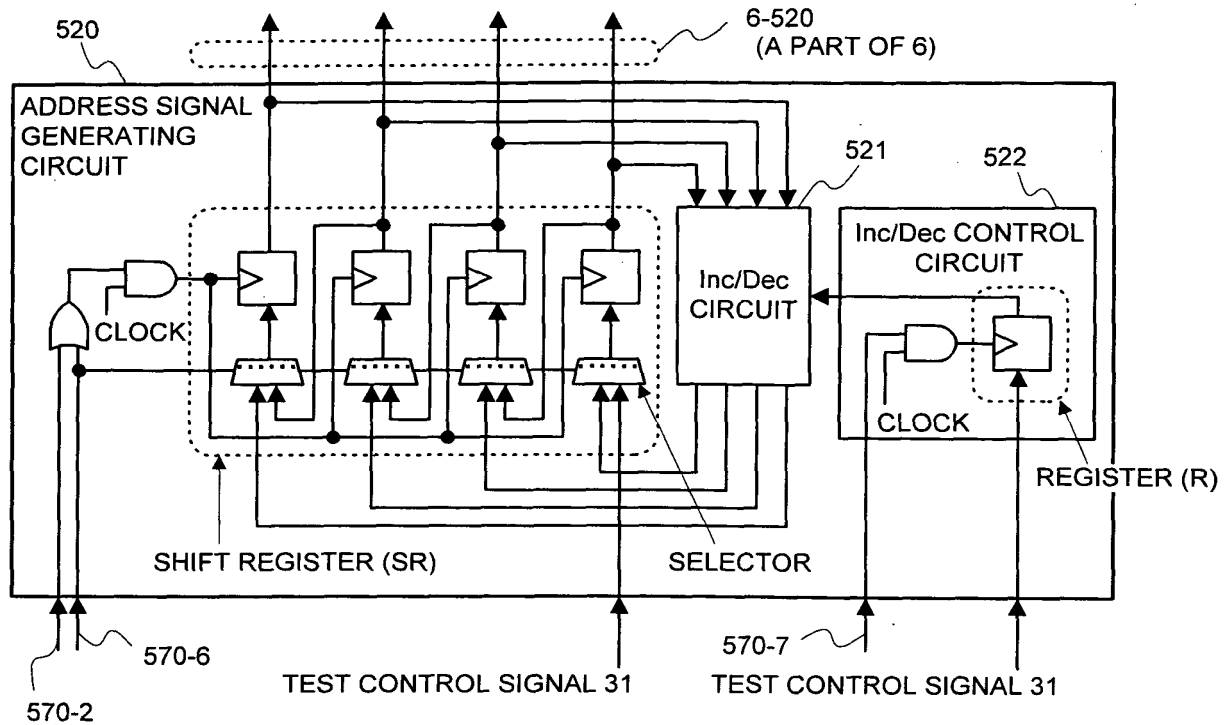 6-520
(A PART OF 6)
520
ADDRESS SIGNAL
GENERATING
CIRCUIT
521
522
Inc/Dec
CIRCUIT
Inc/Dec CONTROL
CIRCUIT
CLOCK
CLOCK
REGISTER (R)
SHIFT REGISTER (SR)
SELECTOR
570-6
570-7
TEST CONTROL SIGNAL 31
TEST CONTROL SIGNAL 31
570-2